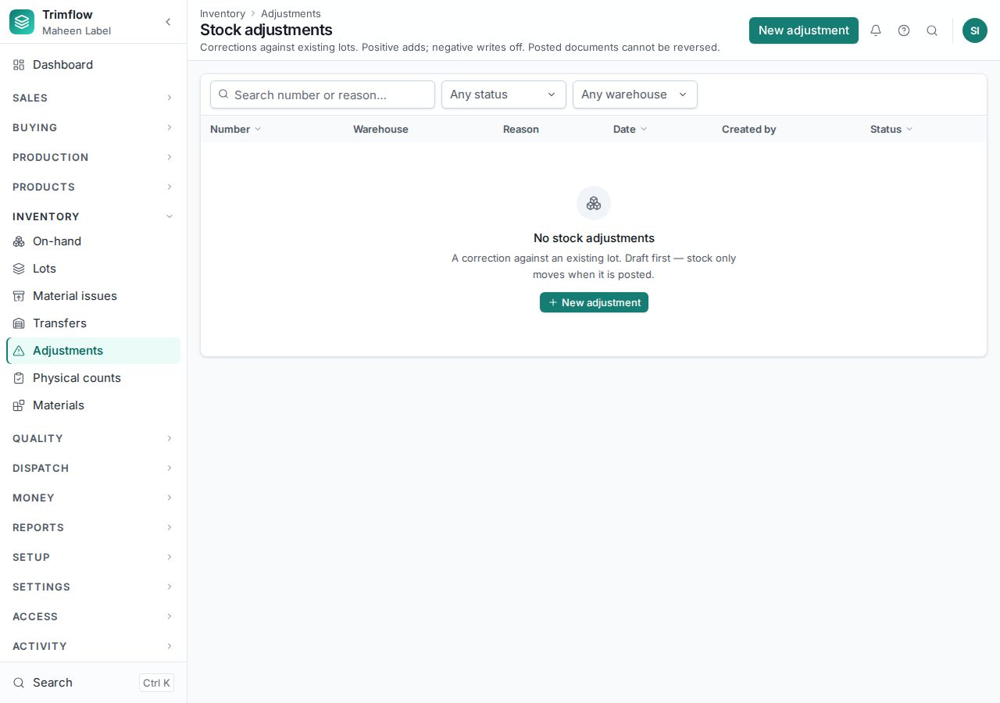 Trimflow
Maheen Label
Dashboard
SALES
BUYING
PRODUCTION
PRODUCTS
INVENTORY
On-hand
Lots
Material issues
Transfers
Adjustments
Physical counts
Materials
QUALITY
DISPATCH
MONEY
REPORTS
SETUP
SETTINGS
ACCESS
ACTIVITY
Search Ctrl K
Inventory Adjustments
Stock adjustments
Corrections against existing lots. Positive adds; negative writes off. Posted documents cannot be reversed.
New adjustment
SI
Search number or reason...
Any status
Any warehouse
Number Warehouse Reason Date Created by Status
No stock adjustments
A correction against an existing lot. Draft first — stock only
moves when it is posted.
New adjustment